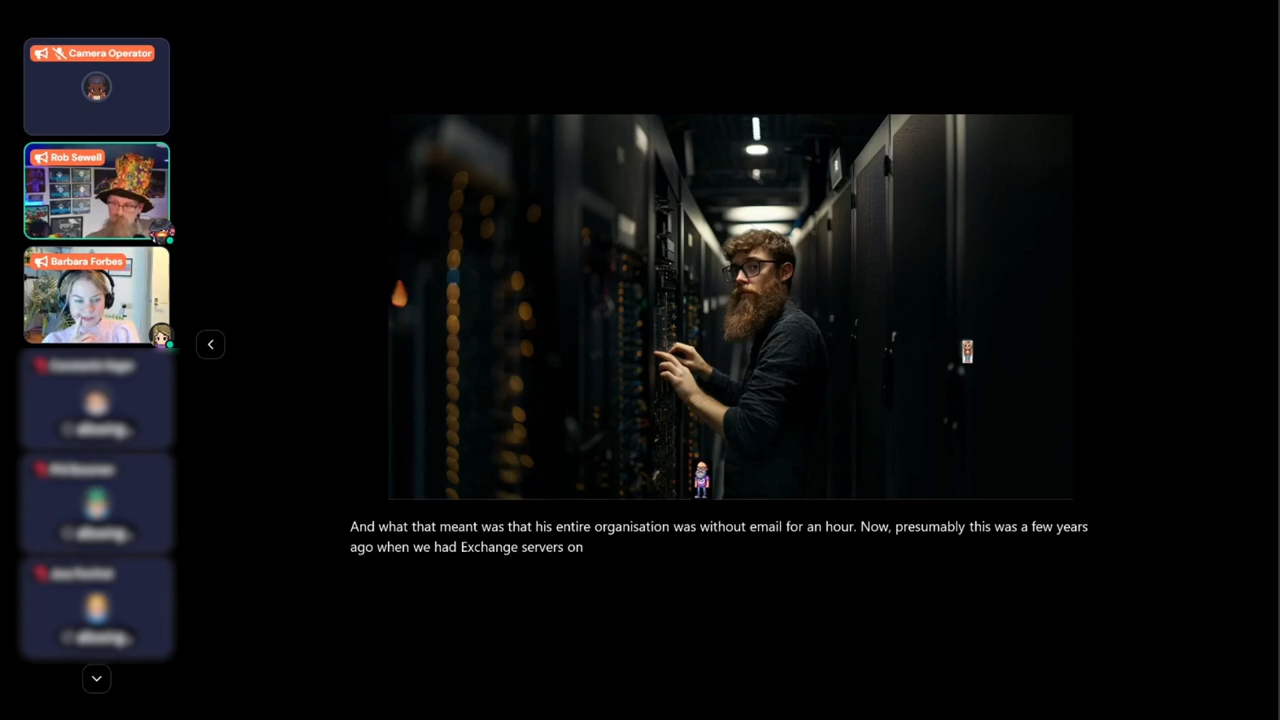 Camera Operator
Rob Sewell
Barbara Forbes
And what that meant was that his entire organisation was without email for an hour. Now, presumably this was a few years
ago when we had Exchange servers on